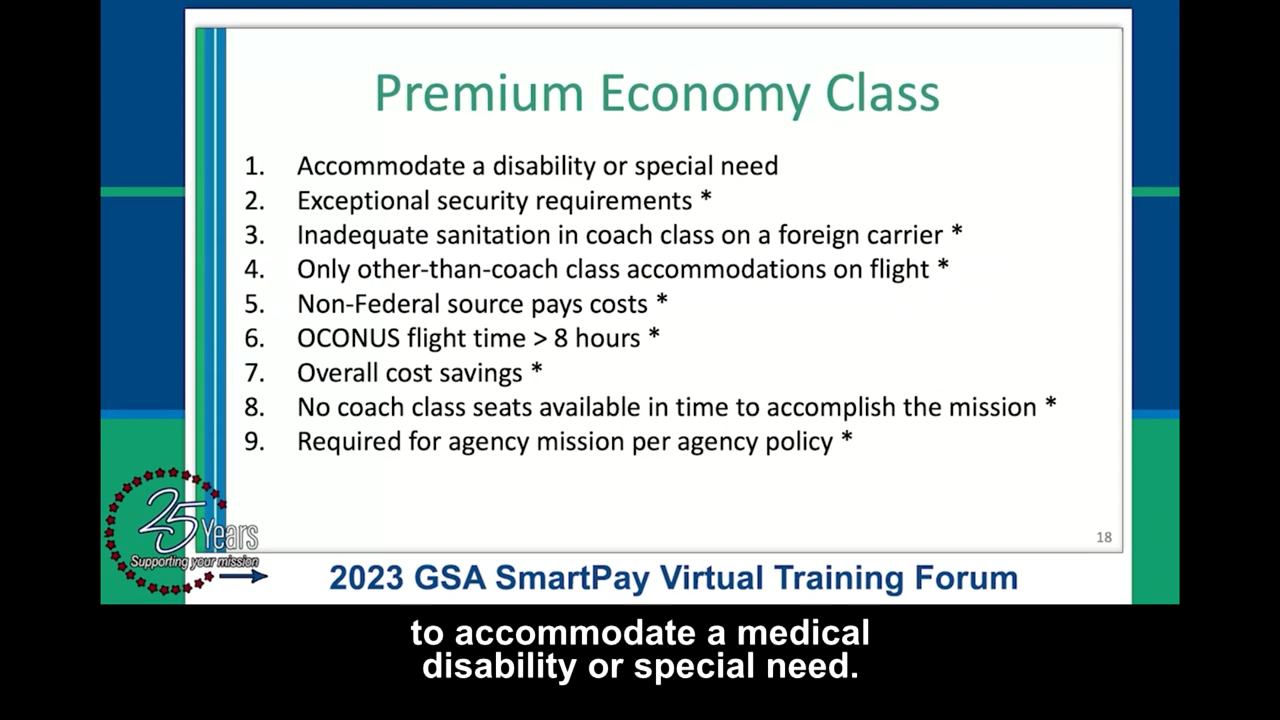 Premium Economy Class
1. Accommodate a disability or special need
2. Exceptional security requirements *
3. Inadequate sanitation in coach class on a foreign carrier *
4. Only other-than-coach class accommodations on flight *
5. Non-Federal source pays costs *
6. OCONUS flight time > 8 hours *
7. Overall cost savings *
8. No coach class seats available in time to accomplish the mission *
9. Required for agency mission per agency policy *
25 Years
Supporting your mission
18
2023 GSA SmartPay Virtual Training Forum
to accommodate a medical
disability or special need.